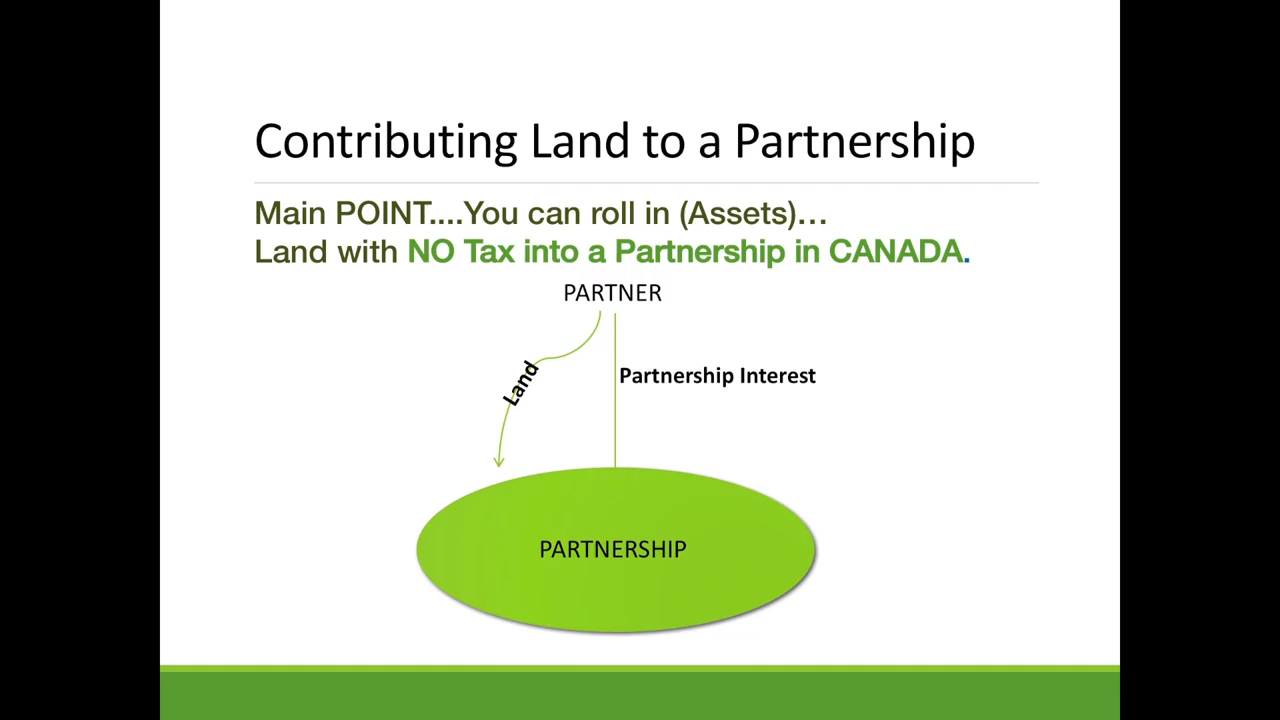 Contributing Land to a Partnership
Main POINT....You can roll in (Assets)…
Land with NO Tax into a Partnership in CANADA.
PARTNER
Land
Partnership Interest
PARTNERSHIP